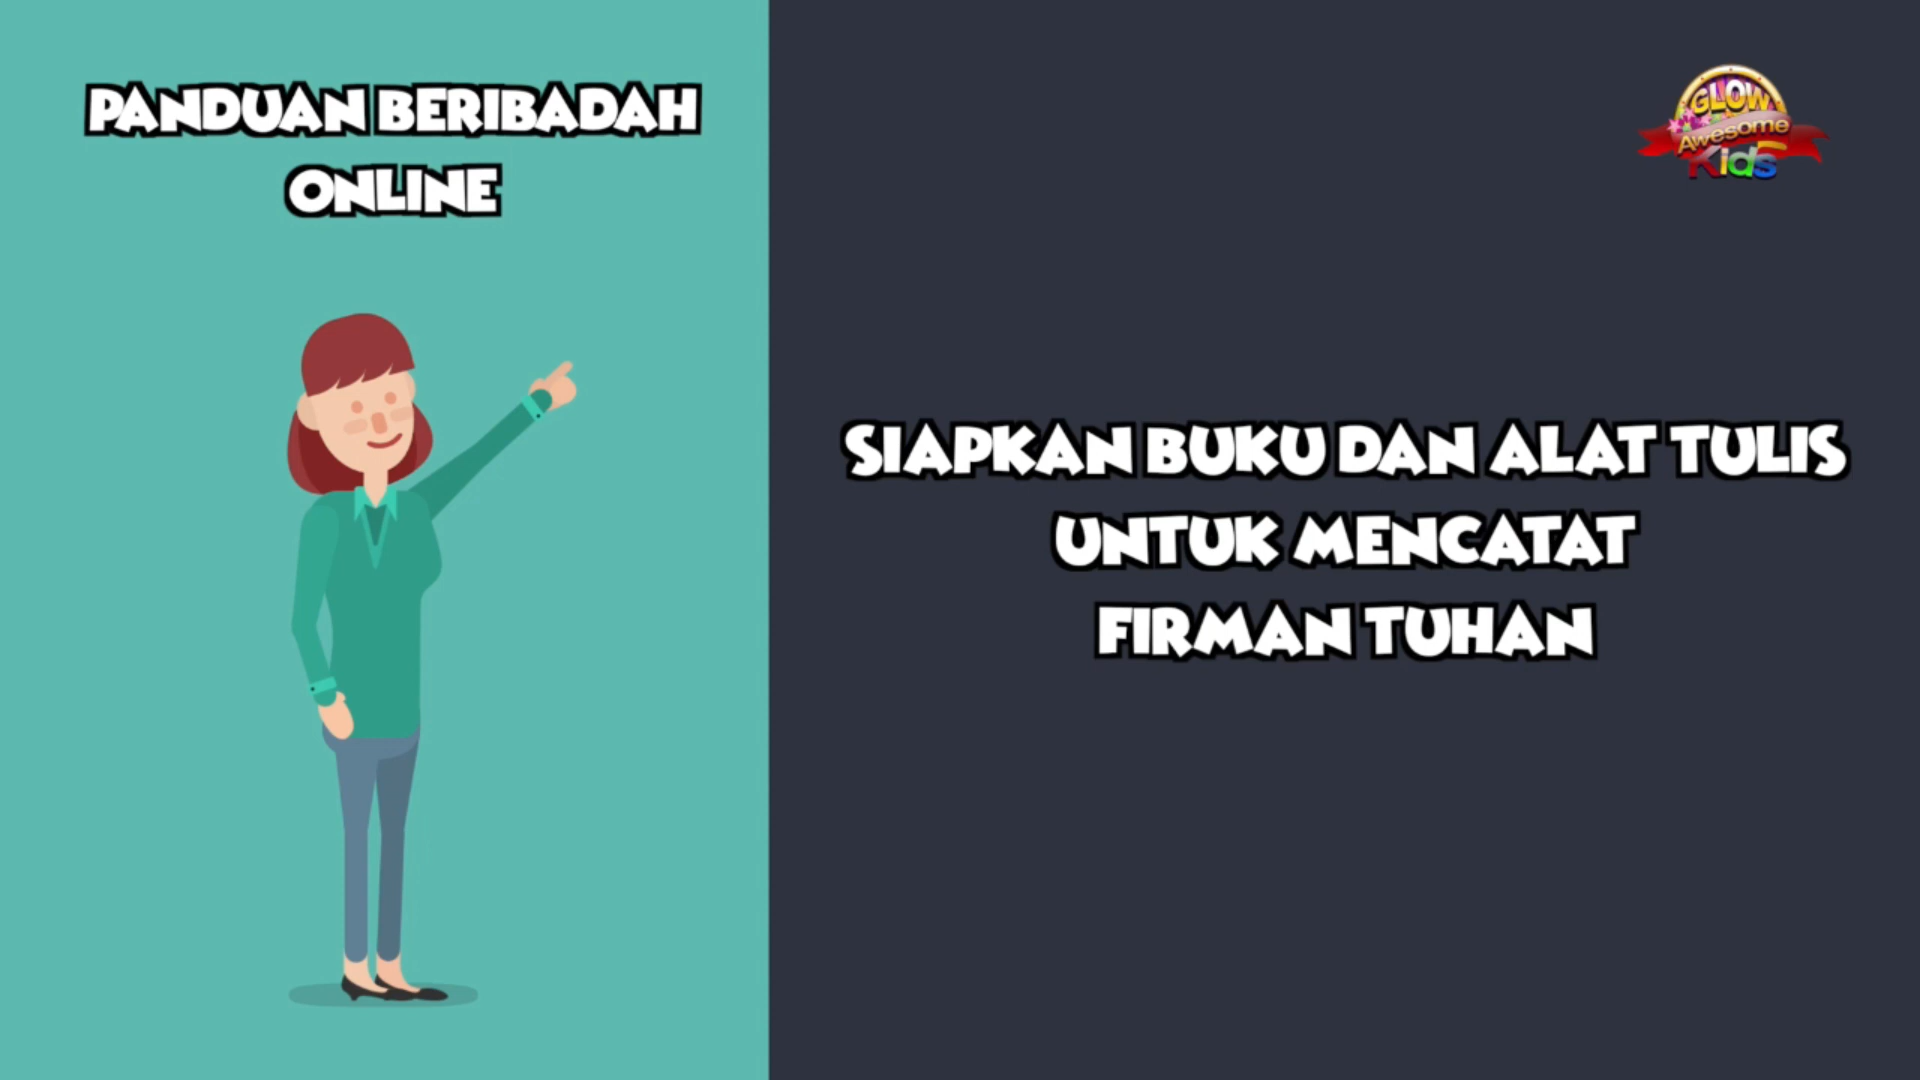 PANDUAN BERIBADAH
ONLINE
GLOW
Awesome
Kids
SIAPKAN BUKU DAN ALAT TULIS
UNTUK MENCATAT
FIRMAN TUHAN